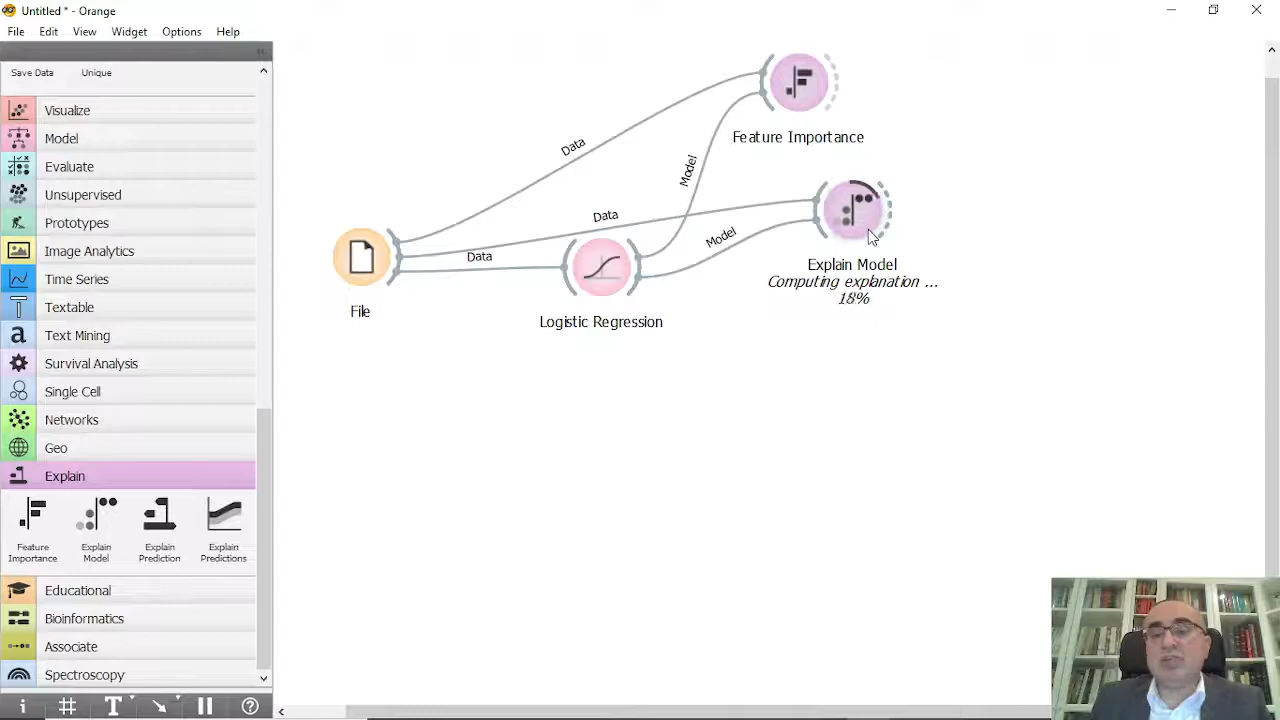 Untitled * - Orange
File Edit View Widget Options Help
Save Data Unique
Visualize
Model
Evaluate
Unsupervised
Prototypes
Image Analytics
Time Series
Textable
a Text Mining
Survival Analysis
Single Cell
Networks
Geo
Explain
Feature
Importance
Explain
Model
Explain
Prediction
Explain
Predictions
Educational
Bioinformatics
Associate
Spectroscopy
Data
Model
Data
Data
Model
File
Logistic Regression
Feature Importance
Explain Model
Computing explanation ...
18%